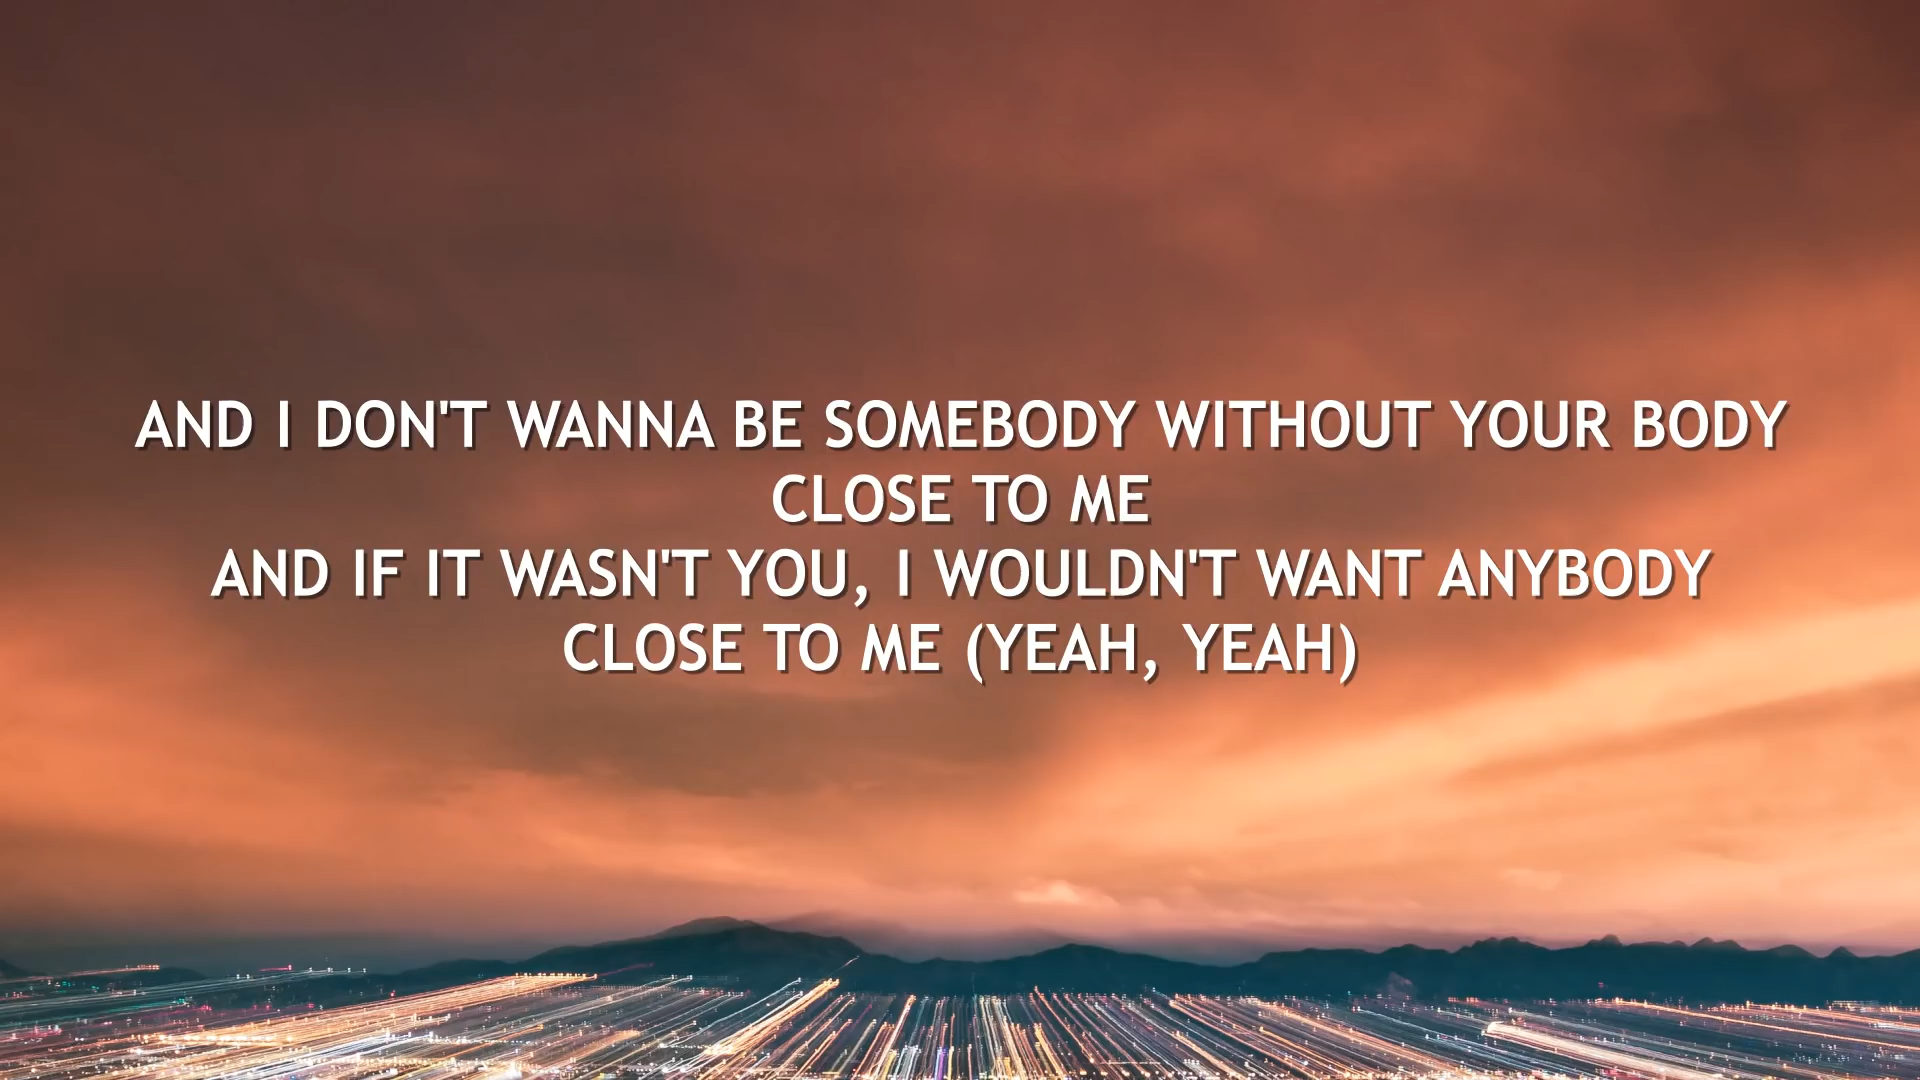 AND I DON'T WANNA BE SOMEBODY WITHOUT YOUR BODY
CLOSE TO ME
AND IF IT WASN'T YOU, I WOULDN'T WANT ANYBODY
CLOSE TO ME (YEAH, YEAH)